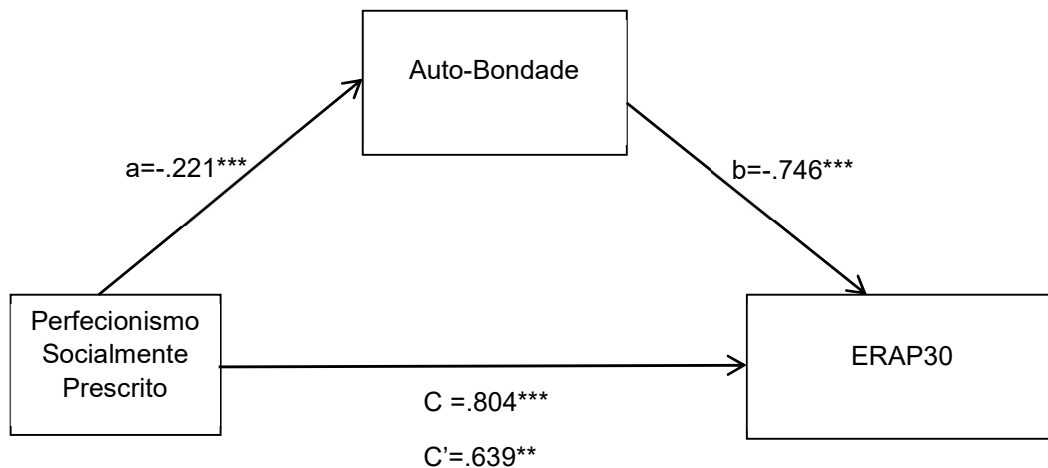 Auto-Bondade
a=-.221***
b=-.746***
Perfecionismo
Socialmente
Prescrito
ERAP30
C =.804***
C’=.639**